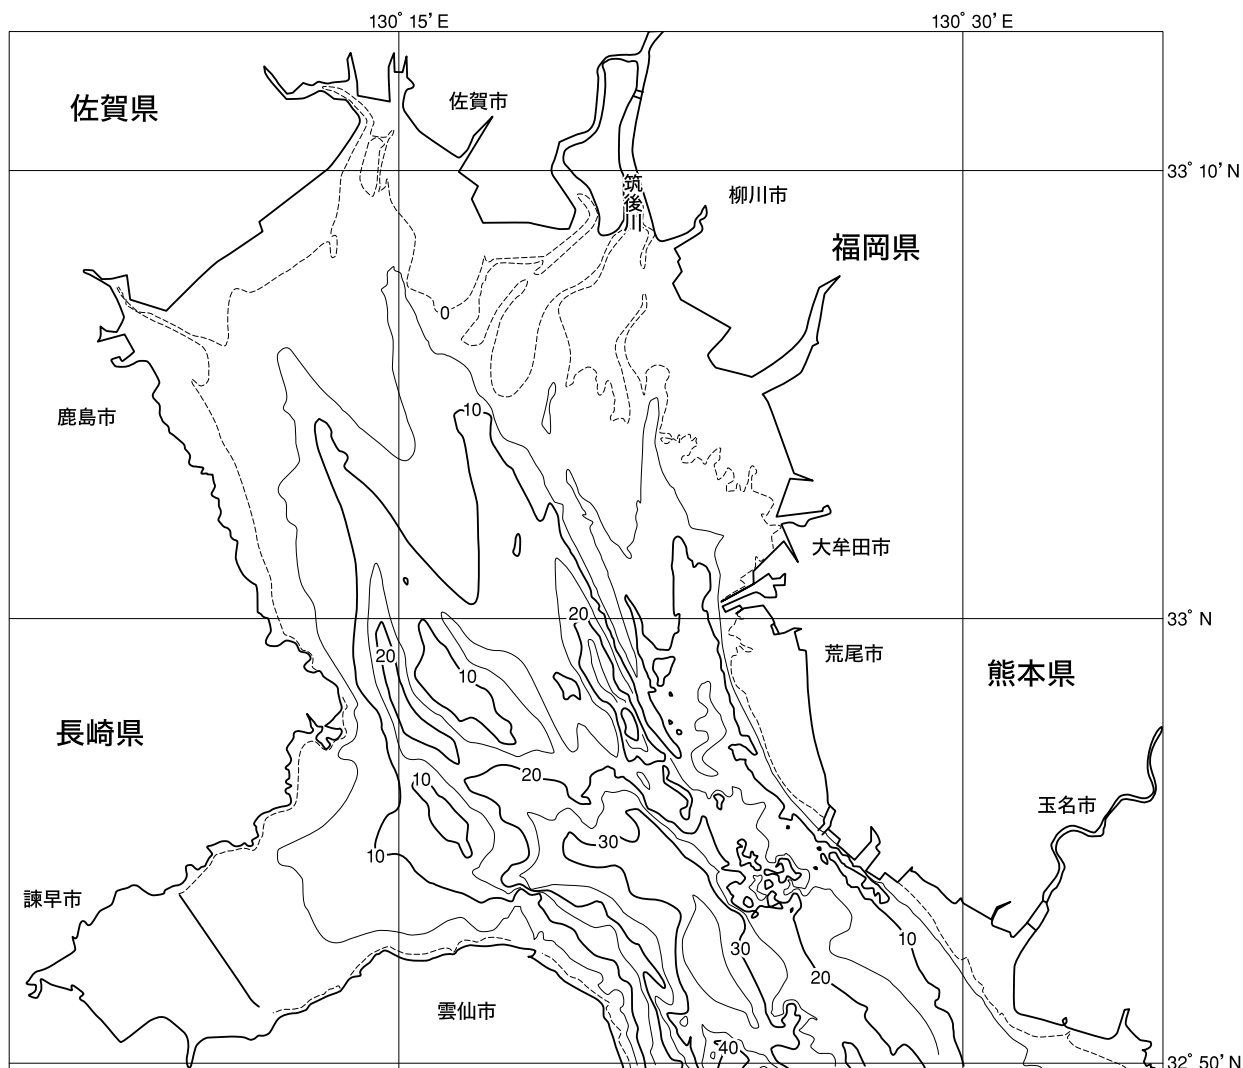 130° 15' E
130° 30' E
佐賀県
佐賀市
33° 10' N
筑後川
柳川市
福岡県
0
10
鹿島市
大牟田市
20
33° N
荒尾市
20
10
熊本県
長崎県
20
10
玉名市
30
10
諫早市
10
30
20
雲仙市
40
32° 50' N